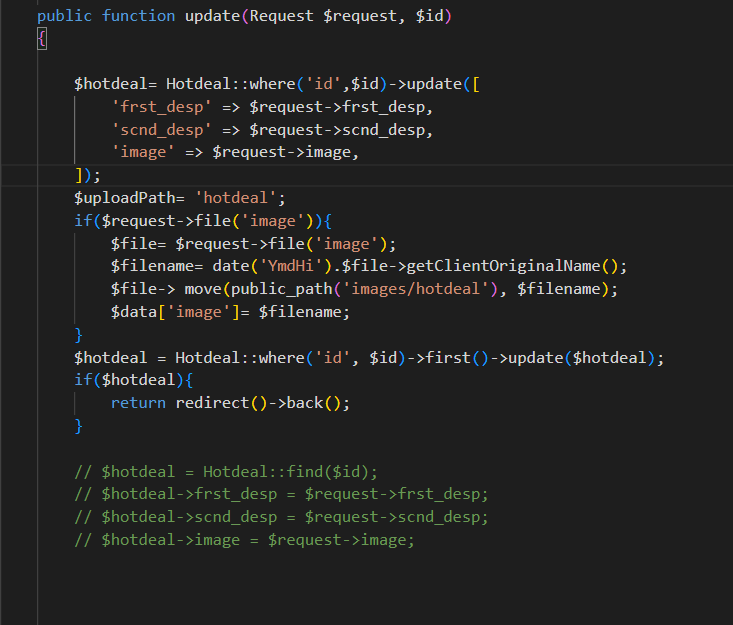 public function update(Request $request, $id)
{
$hotdeal= Hotdeal::where('id',$id)->update([
'frst_desp' => $request->frst_desp,
'scnd_desp' => $request->scnd_desp,
'image' => $request->image,
]);
$uploadPath= 'hotdeal';
if($request->file('image')){
$file= $request->file('image');
$filename= date('YmdHi').$file->getClientOriginalName();
$file-> move(public_path('images/hotdeal'), $filename);
$data['image']= $filename;
}
$hotdeal = Hotdeal::where('id', $id)->first()->update($hotdeal);
if($hotdeal){
return redirect()->back();
}
// $hotdeal = Hotdeal::find($id);
// $hotdeal->frst_desp = $request->frst_desp;
// $hotdeal->scnd_desp = $request->scnd_desp;
// $hotdeal->image = $request->image;